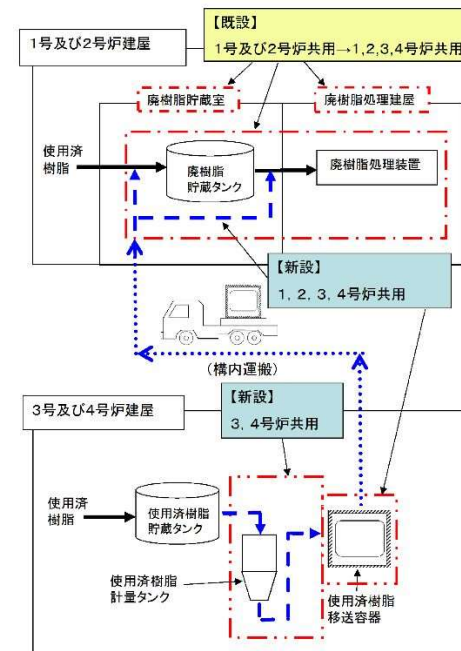 【既設】
1号及び2号炉共用→1,2,3,4号炉共用
1号及び2号炉建屋
廃樹脂貯蔵室
廃樹脂処理建屋
使用済
樹脂
廃樹脂
貯蔵タンク
廃樹脂処理装置
【新設】
1, 2, 3, 4号炉共用
(構内運搬)
3号及び4号炉建屋
【新設】
3, 4号炉共用
使用済
樹脂
使用済樹脂
貯蔵タンク
使用済樹脂
計量タンク
使用済樹脂
移送容器